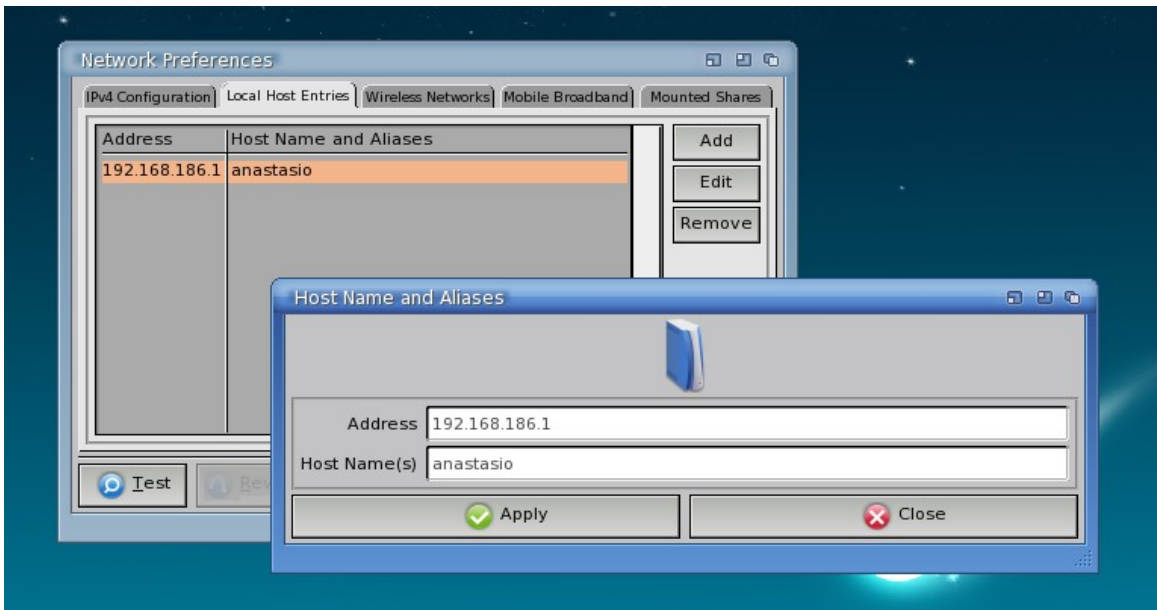 Network Preferences
IPv4 Configuration Local Host Entries Wireless Networks Mobile Broadband Mounted Shares
Address Host Name and Aliases
192.168.186.1 anastasio
Add
Edit
Remove
Test
Host Name and Aliases
Address 192.168.186.1
Host Name(s) anastasio
Apply Close